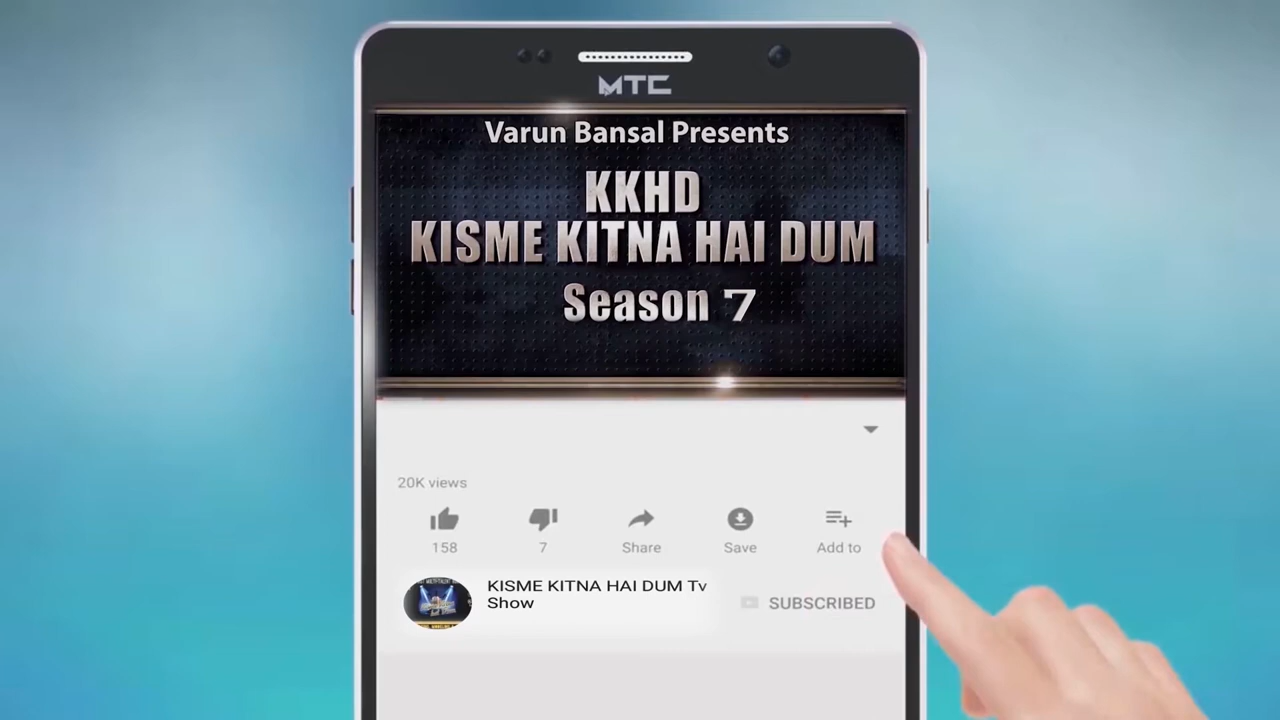 MTC
Varun Bansal Presents
KKHD
KISME KITNA HAI DUM
Season 7
20K views
158
7
Share
Save
Add to
KISME KITNA HAI DUM Tv
Show
SUBSCRIBED